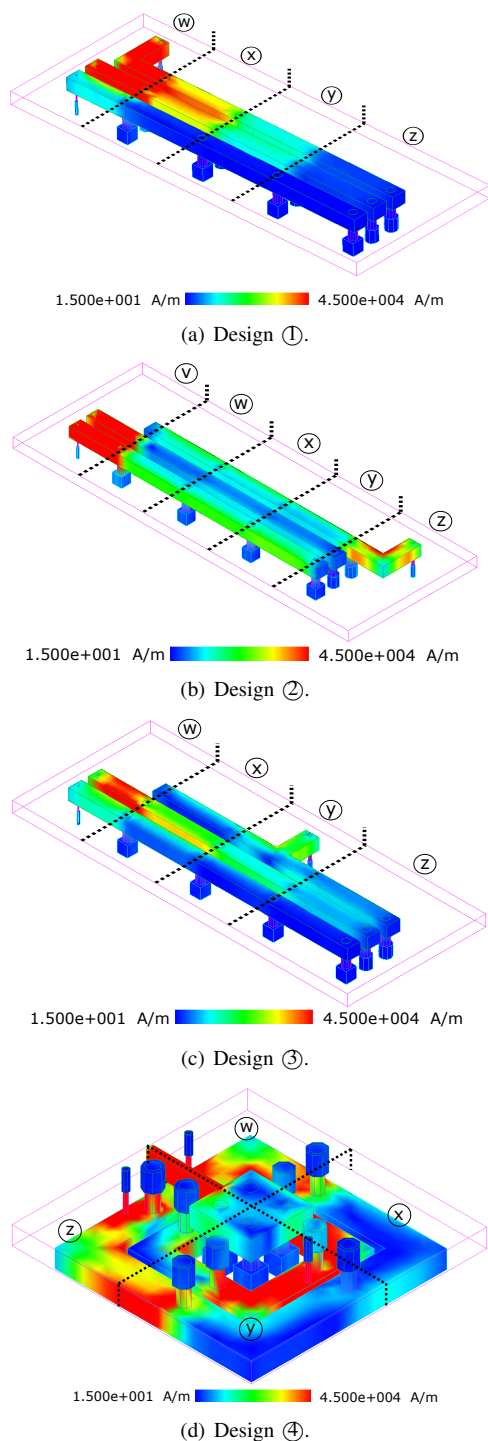 w
x
y
z
1.500e+001 A/m 4.500e+004 A/m
(a) Design ①.
v
w
x
y
z
1.500e+001 A/m 4.500e+004 A/m
(b) Design ②.
w
x
y
z
1.500e+001 A/m 4.500e+004 A/m
(c) Design ③.
w
z x
y
1.500e+001 A/m 4.500e+004 A/m
(d) Design ④.